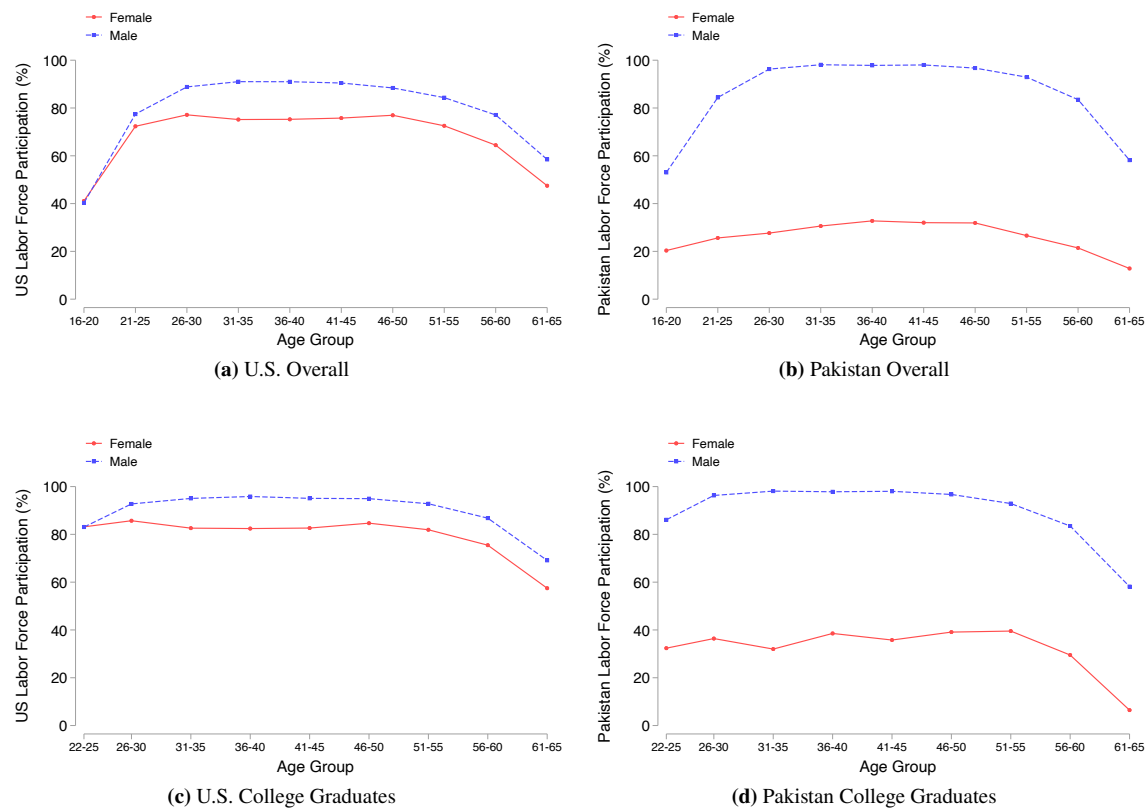 Female
Male
US Labor Force Participation (%)
100
80
60
40
20
0
16-20 21-25 26-30 31-35 36-40 41-45 46-50 51-55 56-60 61-65
Age Group
(a) U.S. Overall
Female
Male
Pakistan Labor Force Participation (%)
100
80
60
40
20
0
16-20 21-25 26-30 31-35 36-40 41-45 46-50 51-55 56-60 61-65
Age Group
(b) Pakistan Overall
Female
Male
US Labor Force Participation (%)
100
80
60
40
20
0
22-25 26-30 31-35 36-40 41-45 46-50 51-55 56-60 61-65
Age Group
(c) U.S. College Graduates
Female
Male
Pakistan Labor Force Participation (%)
100
80
60
40
20
0
22-25 26-30 31-35 36-40 41-45 46-50 51-55 56-60 61-65
Age Group
(d) Pakistan College Graduates